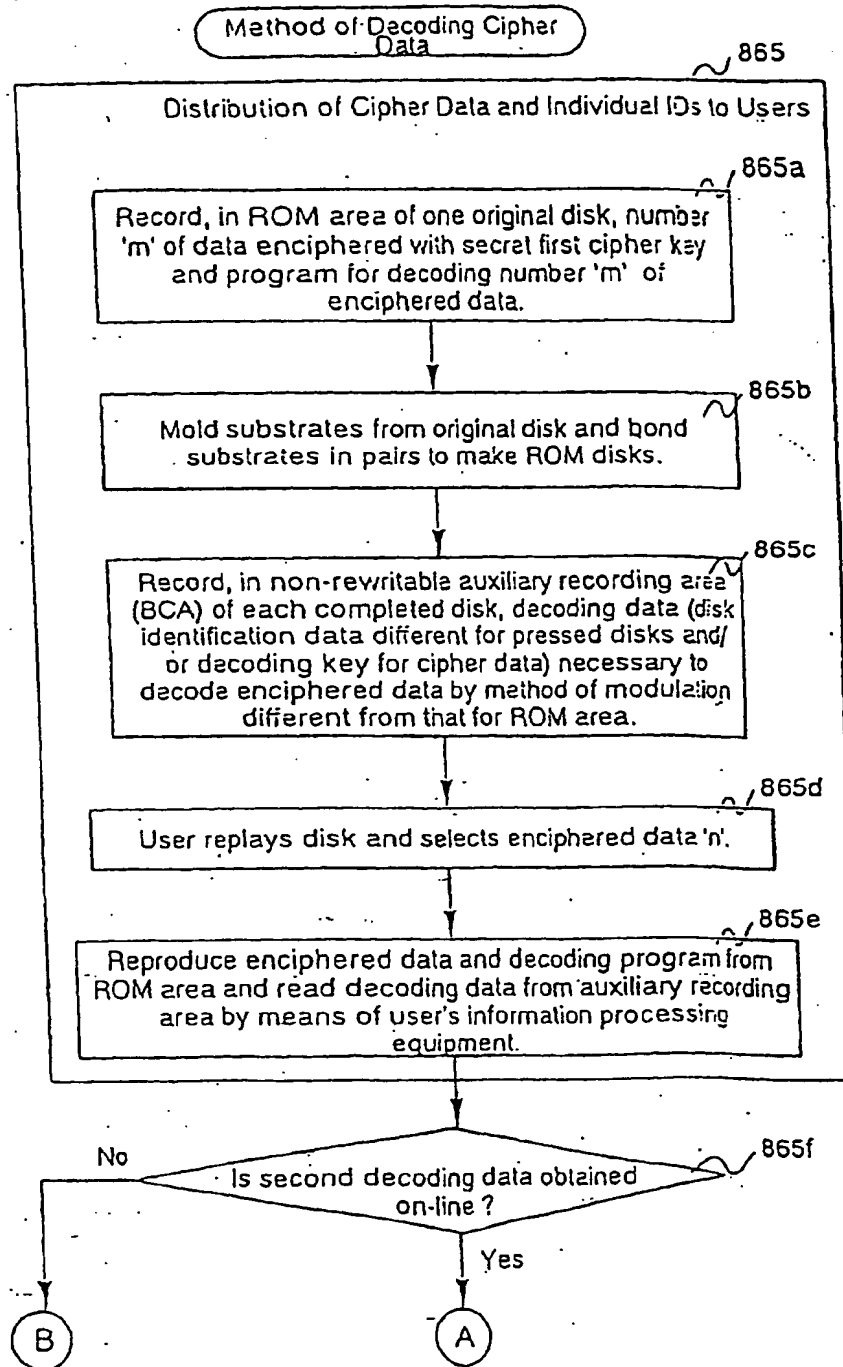 Method of Decoding Cipher
Data
865
Distribution of Cipher Data and Individual IDs to Users
865a
Record, in ROM area of one original disk, number
'm' of data enciphered with secret first cipher key
and program for decoding number 'm' of
enciphered data.
865b
Mold substrates from original disk and bond
substrates in pairs to make ROM disks.
865c
Record, in non-rewritable auxiliary recording area
(BCA) of each completed disk, decoding data (disk
identification data different for pressed disks and/
or decoding key for cipher data) necessary to
decode enciphered data by method of modulation
different from that for ROM area.
865d
User replays disk and selects enciphered data 'n'.
865e
Reproduce enciphered data and decoding program from
ROM area and read decoding data from auxiliary recording
area by means of user's information processing
equipment.
865f
No
Is second decoding data obtained
on-line ?
Yes
B
A